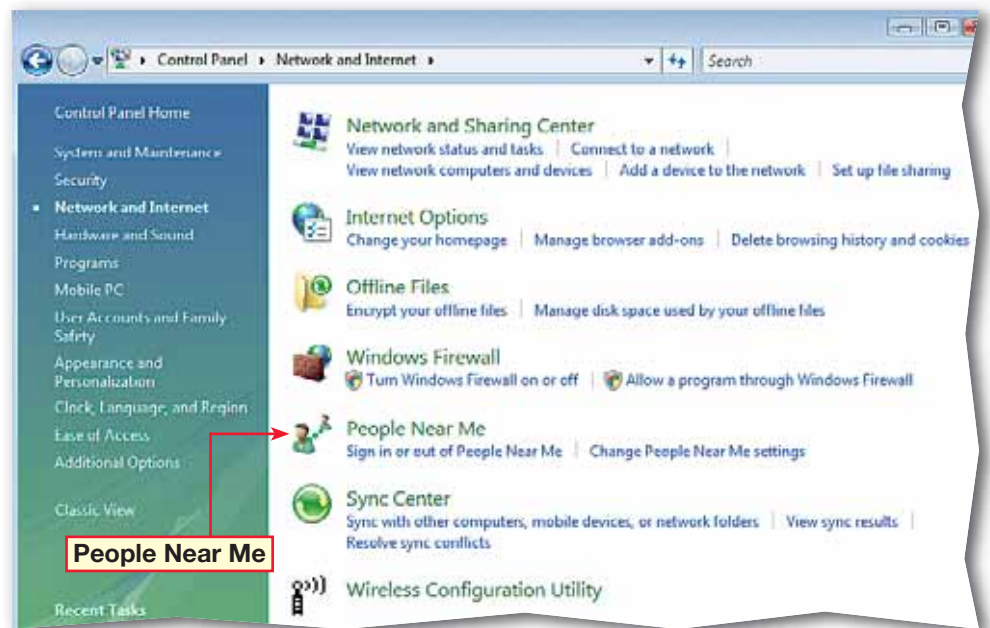 Control Panel
Network and Internet
Search
Control Panel Home
System and Maintenance
Security
Network and Internet
Hardware and Sound
Programs
Mobile PC
User Accounts and Family
Safety
Appearance and
Personalization
Clock, Language, and Region
Ease of Access
Additional Options
Classic View
People Near Me
Recent Tasks
Network and Sharing Center
View network status and tasks | Connect to a network |
View network computers and devices | Add a device to the network | Set up file sharing
Internet Options
Change your homepage | Manage browser add-ons | Delete browsing history and cookies
Offline Files
Encrypt your offline files | Manage disk space used by your offline files
Windows Firewall
Turn Windows Firewall on or off | Allow a program through Windows Firewall
People Near Me
Sign in or out of People Near Me | Change People Near Me settings
Sync Center
Sync with other computers, mobile devices, or network folders | View sync results |
Resolve sync conflicts
Wireless Configuration Utility